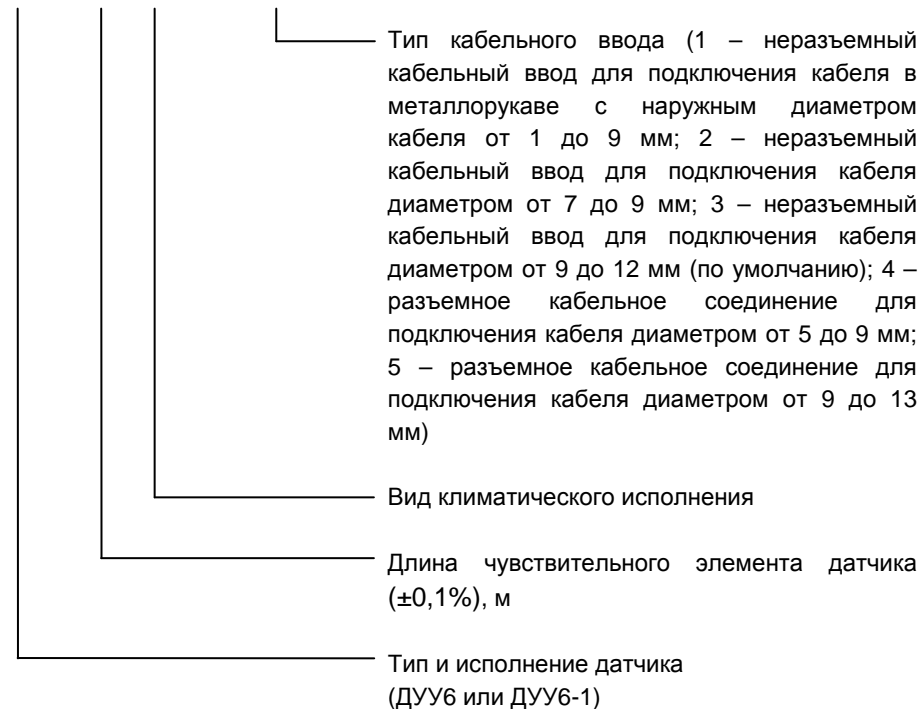 Тип кабельного ввода (1 – неразъемный
кабельный ввод для подключения кабеля в
металлорукаве с наружным диаметром
кабеля от 1 до 9 мм; 2 – неразъемный
кабельный ввод для подключения кабеля
диаметром от 7 до 9 мм; 3 – неразъемный
кабельный ввод для подключения кабеля
диаметром от 9 до 12 мм (по умолчанию); 4 –
разъемное кабельное соединение для
подключения кабеля диаметром от 5 до 9 мм;
5 – разъемное кабельное соединение для
подключения кабеля диаметром от 9 до 13
мм)
Вид климатического исполнения
Длина чувствительного элемента датчика
(±0,1%), м
Тип и исполнение датчика
(ДУУ6 или ДУУ6-1)